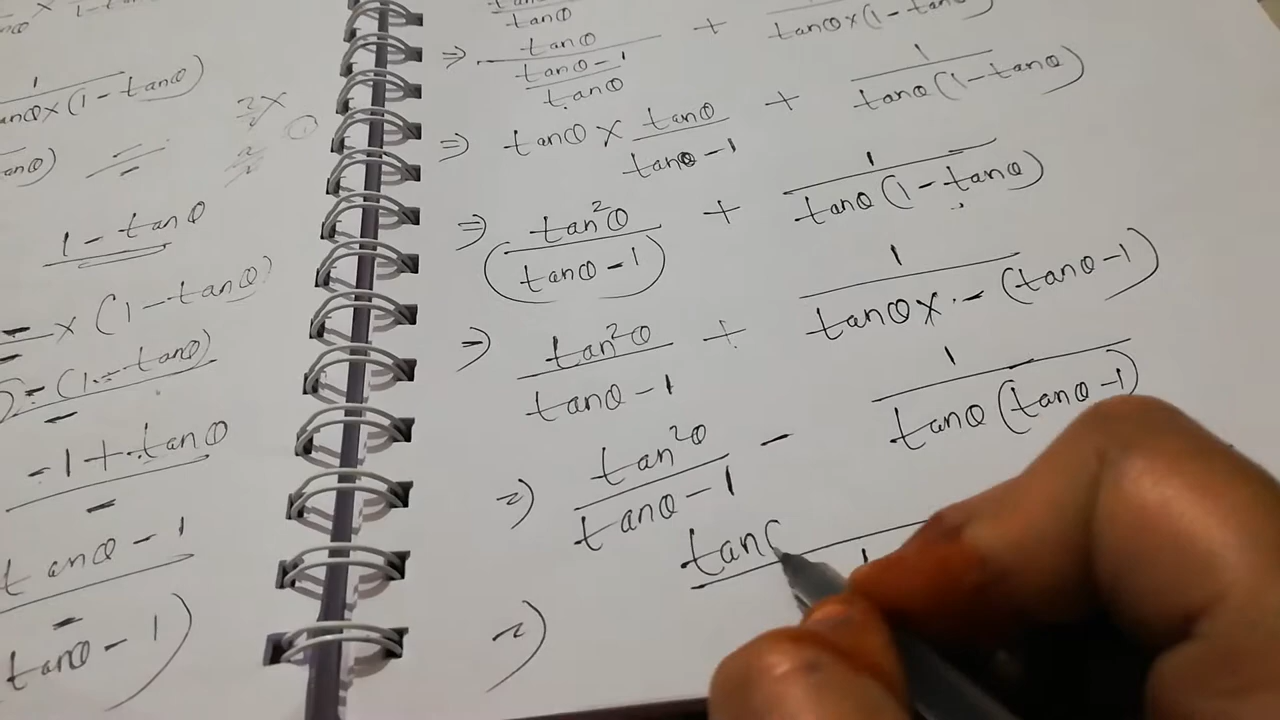 1
tanθ×(1-tanθ)
1 - tanθ
× (1-tanθ)
= (1-tanθ)
-1 + tanθ
-
tanθ - 1
-
tanθ - 1)
tanθ
⇒ tanθ / (tanθ-1 / tanθ) + 1 / tanθ×(1-tanθ)
⇒ tanθ × tanθ / tanθ-1 + 1 / tanθ(1-tanθ)
⇒ tan²θ / (tanθ-1) + 1 / tanθ(1-tanθ)
⇒ tan²θ / tanθ-1 + 1 / tanθ× -(tanθ-1)
⇒ tan²θ / tanθ-1 - 1 / tanθ(tanθ-1)
⇒ tan